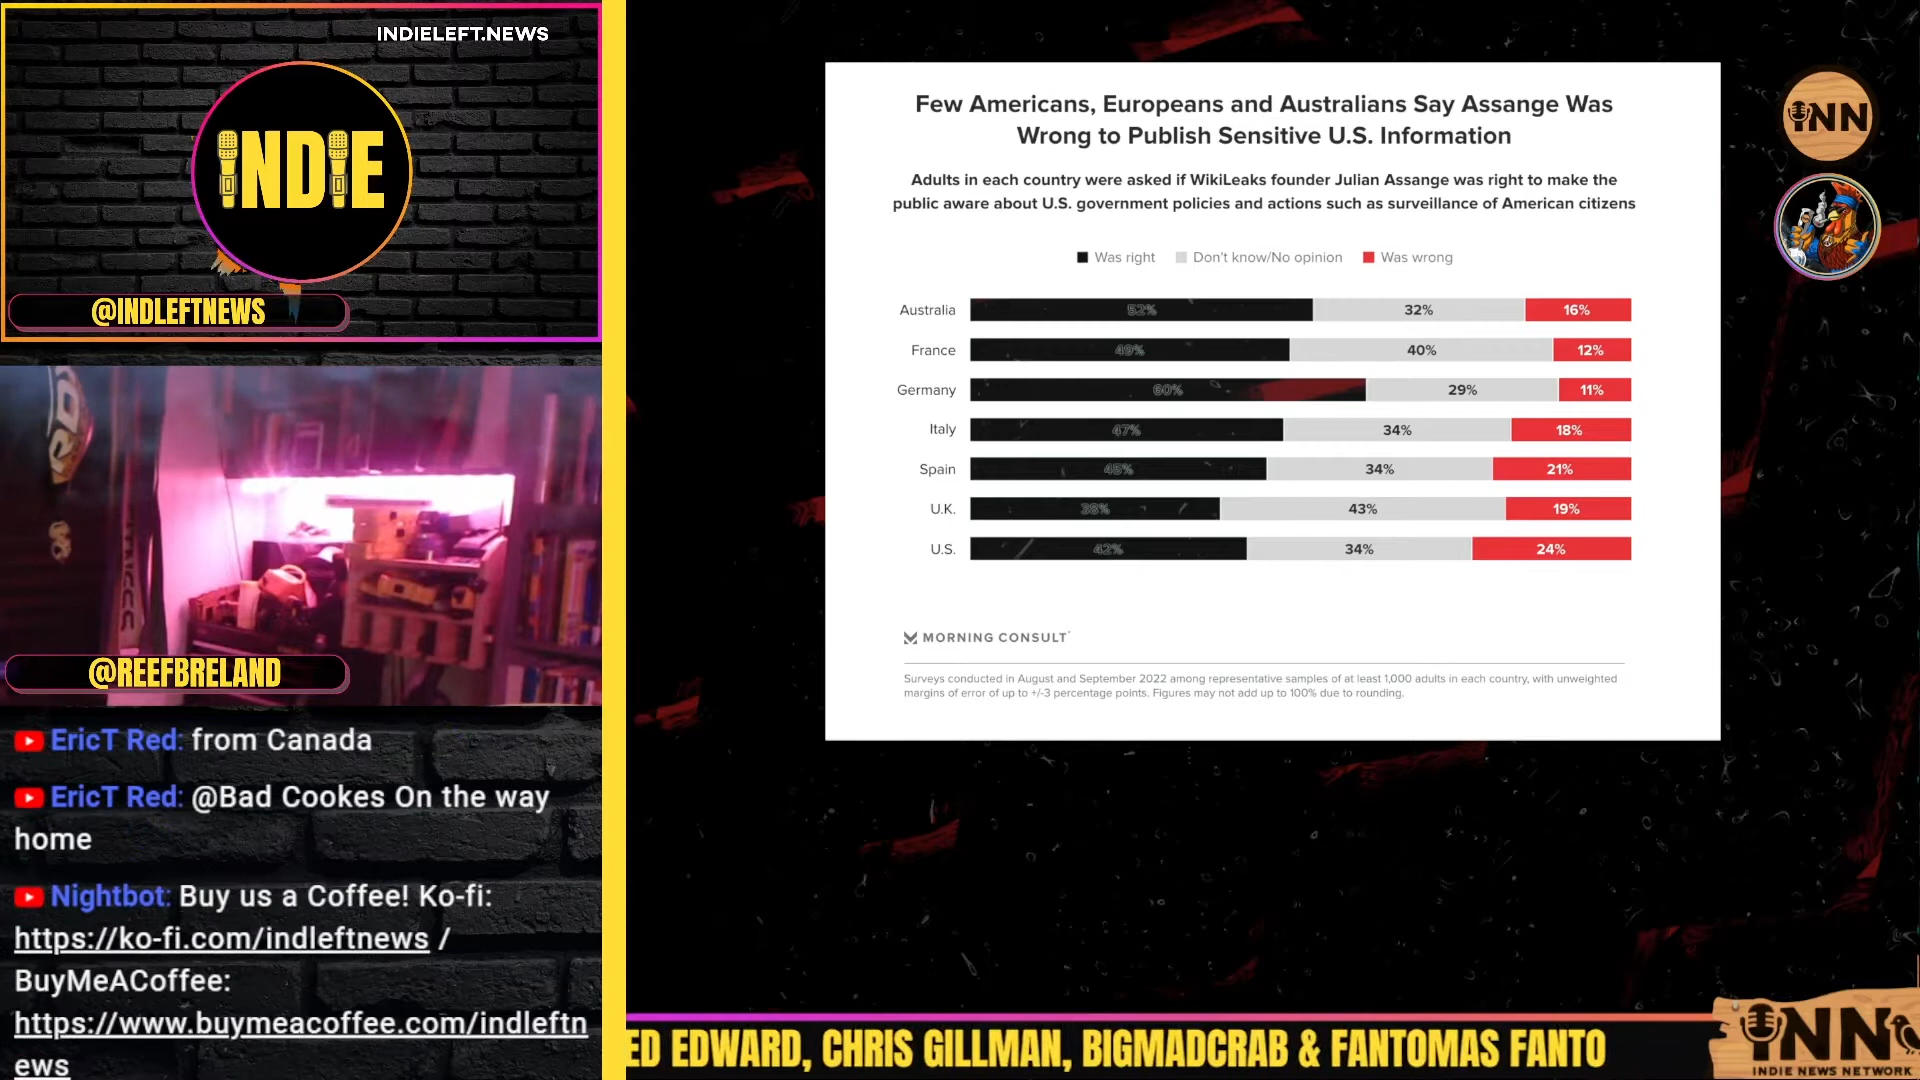 INDIELEFT.NEWS
INDIE
@INDLEFTNEWS
@REEFBRELAND
EricT Red: from Canada
EricT Red: @Bad Cookes On the way
home
Nightbot: Buy us a Coffee! Ko-fi:
https://ko-fi.com/indleftnews /
BuyMeACoffee:
https://www.buymeacoffee.com/indleftn
ews
Few Americans, Europeans and Australians Say Assange Was
Wrong to Publish Sensitive U.S. Information
Adults in each country were asked if WikiLeaks founder Julian Assange was right to make the
public aware about U.S. government policies and actions such as surveillance of American citizens
Was right Don't know/No opinion Was wrong
Australia 52% 32% 16%
France 49% 40% 12%
Germany 60% 29% 11%
Italy 47% 34% 18%
Spain 45% 34% 21%
U.K. 38% 43% 19%
U.S. 42% 34% 24%
MORNING CONSULT
Surveys conducted in August and September 2022 among representative samples of at least 1,000 adults in each country, with unweighted
margins of error of up to +/-3 percentage points. Figures may not add up to 100% due to rounding.
INN
ED EDWARD, CHRIS GILLMAN, BIGMADCRAB & FANTOMAS FANTO
INN
INDIE NEWS NETWORK